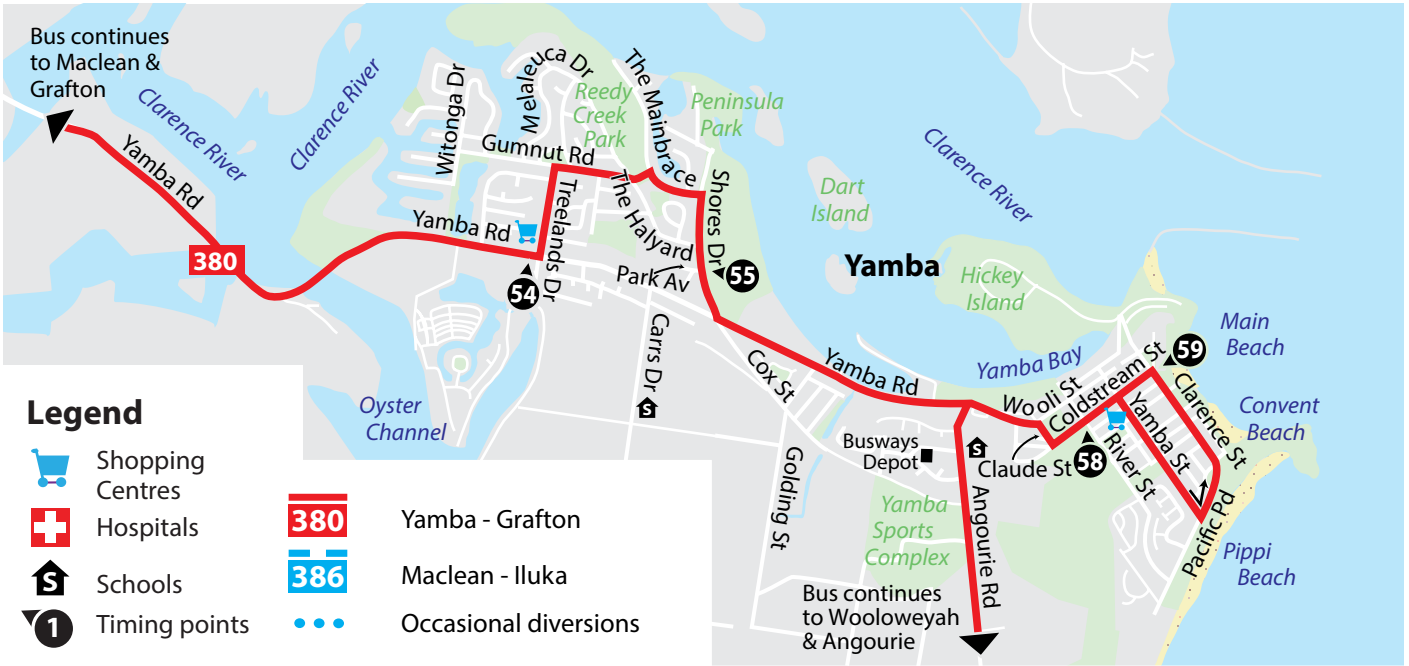 Bus continues
to Maclean &
Grafton
Clarence River
Clarence River
Yamba Rd
380
Witonga Dr
Melaleuca Dr
Gumnut Rd
Reedy
Creek
Park
The Mainbrace
Peninsula
Park
Shores Dr
The Halyard
Treelands Dr
Yamba Rd
Park Av
54
55
Carrs Dr
S
Dart
Island
Clarence River
Yamba
Hickey
Island
Yamba Bay
Main
Beach
Convent
Beach
Pippi
Beach
Cox St
Yamba Rd
Wooli St
Coldstream St
59
Clarence St
Yamba St
River St
Claude St
58
Pacific Pd
Busways
Depot
S
Angourie Rd
Golding St
Yamba
Sports
Complex
Bus continues
to Wooloweyah
& Angourie
Oyster
Channel
Legend
Shopping
Centres
Hospitals
S
Schools
1
Timing points
380
Yamba - Grafton
386
Maclean - Iluka
Occasional diversions